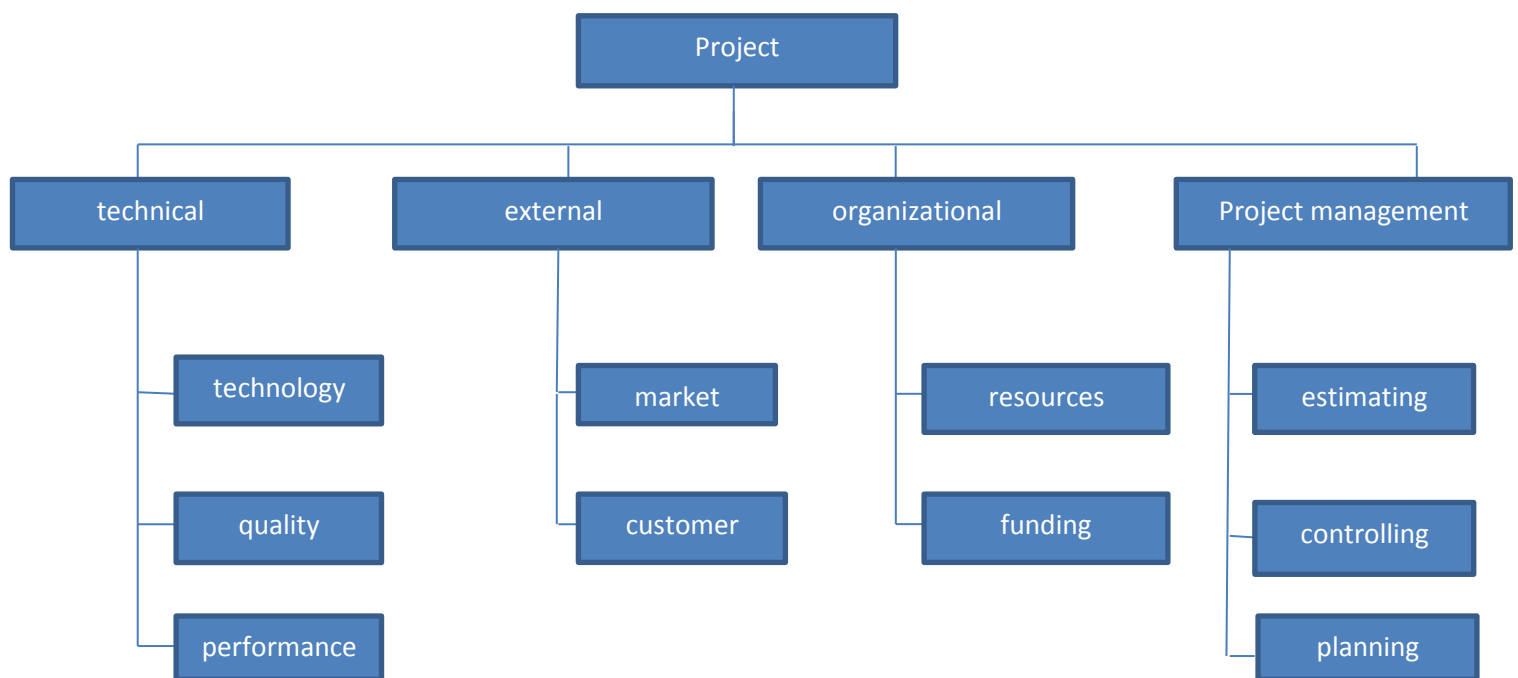 Project
technical
external
organizational
Project management
technology
market
resources
estimating
quality
customer
funding
controlling
performance
planning